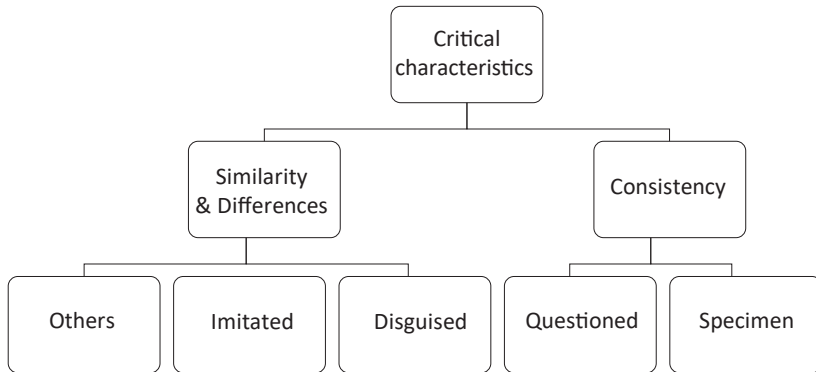 Critical
characteristics
Similarity
& Differences
Consistency
Others
Imitated
Disguised
Questioned
Specimen